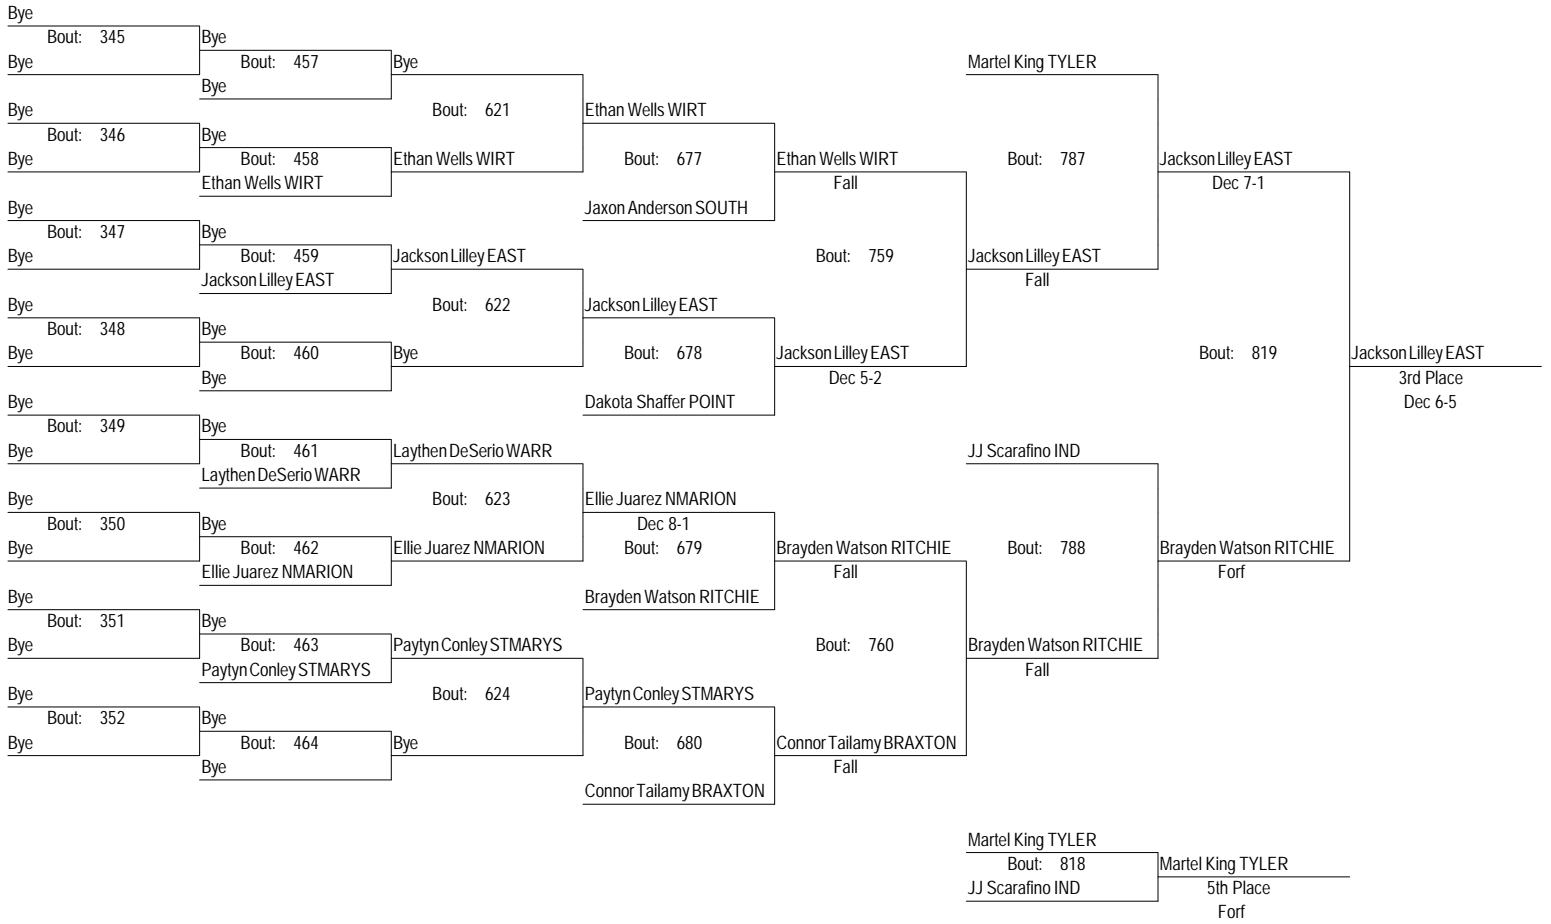 Bye
Bout: 345
Bye
Bye
Bout: 457
Bye
Bye
Martel King TYLER
Bye
Bout: 346
Bye
Bye
Bout: 458
Ethan Wells WIRT
Ethan Wells WIRT
Bout: 621
Ethan Wells WIRT
Bout: 677
Ethan Wells WIRT
Fall
Jaxon Anderson SOUTH
Bout: 787
Jackson Lilley EAST
Dec 7-1
Bye
Bout: 347
Bye
Bye
Bout: 459
Jackson Lilley EAST
Jackson Lilley EAST
Bout: 759
Jackson Lilley EAST
Fall
Bye
Bout: 348
Bye
Bye
Bout: 460
Bye
Bye
Bout: 622
Jackson Lilley EAST
Bout: 678
Jackson Lilley EAST
Dec 5-2
Dakota Shaffer POINT
Bout: 819
Jackson Lilley EAST
3rd Place
Dec 6-5
Bye
Bout: 349
Bye
Bye
Bout: 461
Laythen DeSerio WARR
Laythen DeSerio WARR
JJ Scarafino IND
Bye
Bout: 350
Bye
Bye
Bout: 462
Ellie Juarez NMARION
Ellie Juarez NMARION
Bout: 623
Ellie Juarez NMARION
Dec 8-1
Bout: 679
Brayden Watson RITCHIE
Fall
Brayden Watson RITCHIE
Bout: 788
Brayden Watson RITCHIE
Forf
Bye
Bout: 351
Bye
Bye
Bout: 463
Paytyn Conley STMARYS
Paytyn Conley STMARYS
Bout: 760
Brayden Watson RITCHIE
Fall
Bye
Bout: 352
Bye
Bye
Bout: 464
Bye
Bye
Bout: 624
Paytyn Conley STMARYS
Bout: 680
Connor Tailamy BRAXTON
Fall
Connor Tailamy BRAXTON
Martel King TYLER
Bout: 818
JJ Scarafino IND
Martel King TYLER
5th Place
Forf